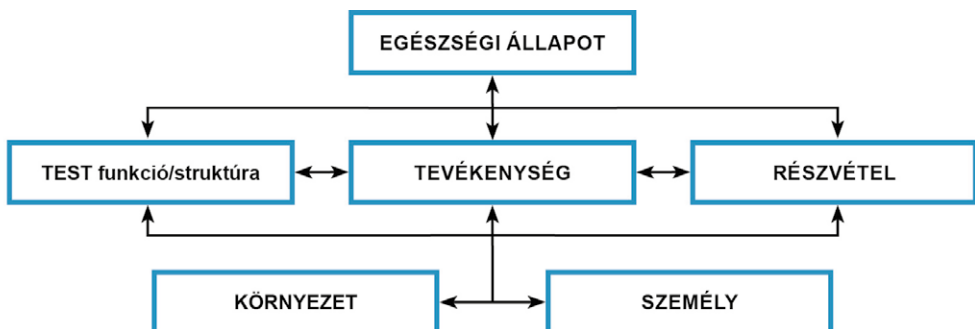 EGÉSZSÉGI ÁLLAPOT
TEST funkció/struktúra
TEVÉKENYSÉG
RÉSZVÉTEL
KÖRNYEZET
SZEMÉLY